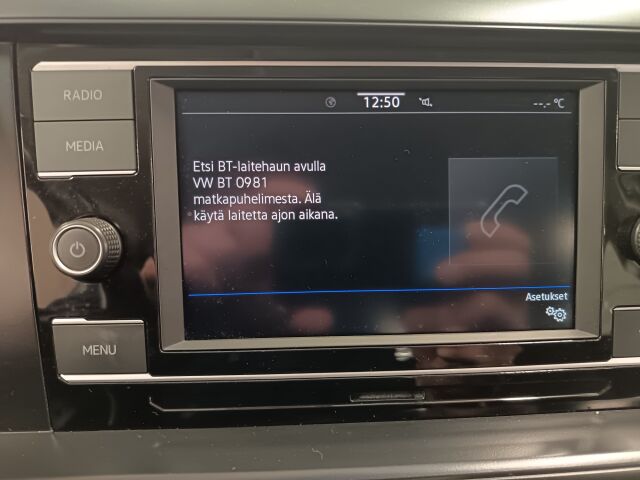 RADIO
MEDIA
MENU
12:50
--.- °C
Etsi BT-laitehaun avulla
VW BT 0981
matkapuhelimesta. Älä
käytä laitetta ajon aikana.
Asetukset